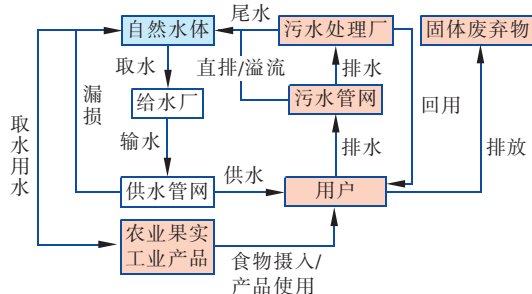 尾水
自然水体
污水处理厂
固体废弃物
取水
直排/溢流
排水
漏损
给水厂
污水管网
回用
取水用水
输水
排水
排放
供水管网
供水
用户
农业果实
工业产品
食物摄入/
产品使用